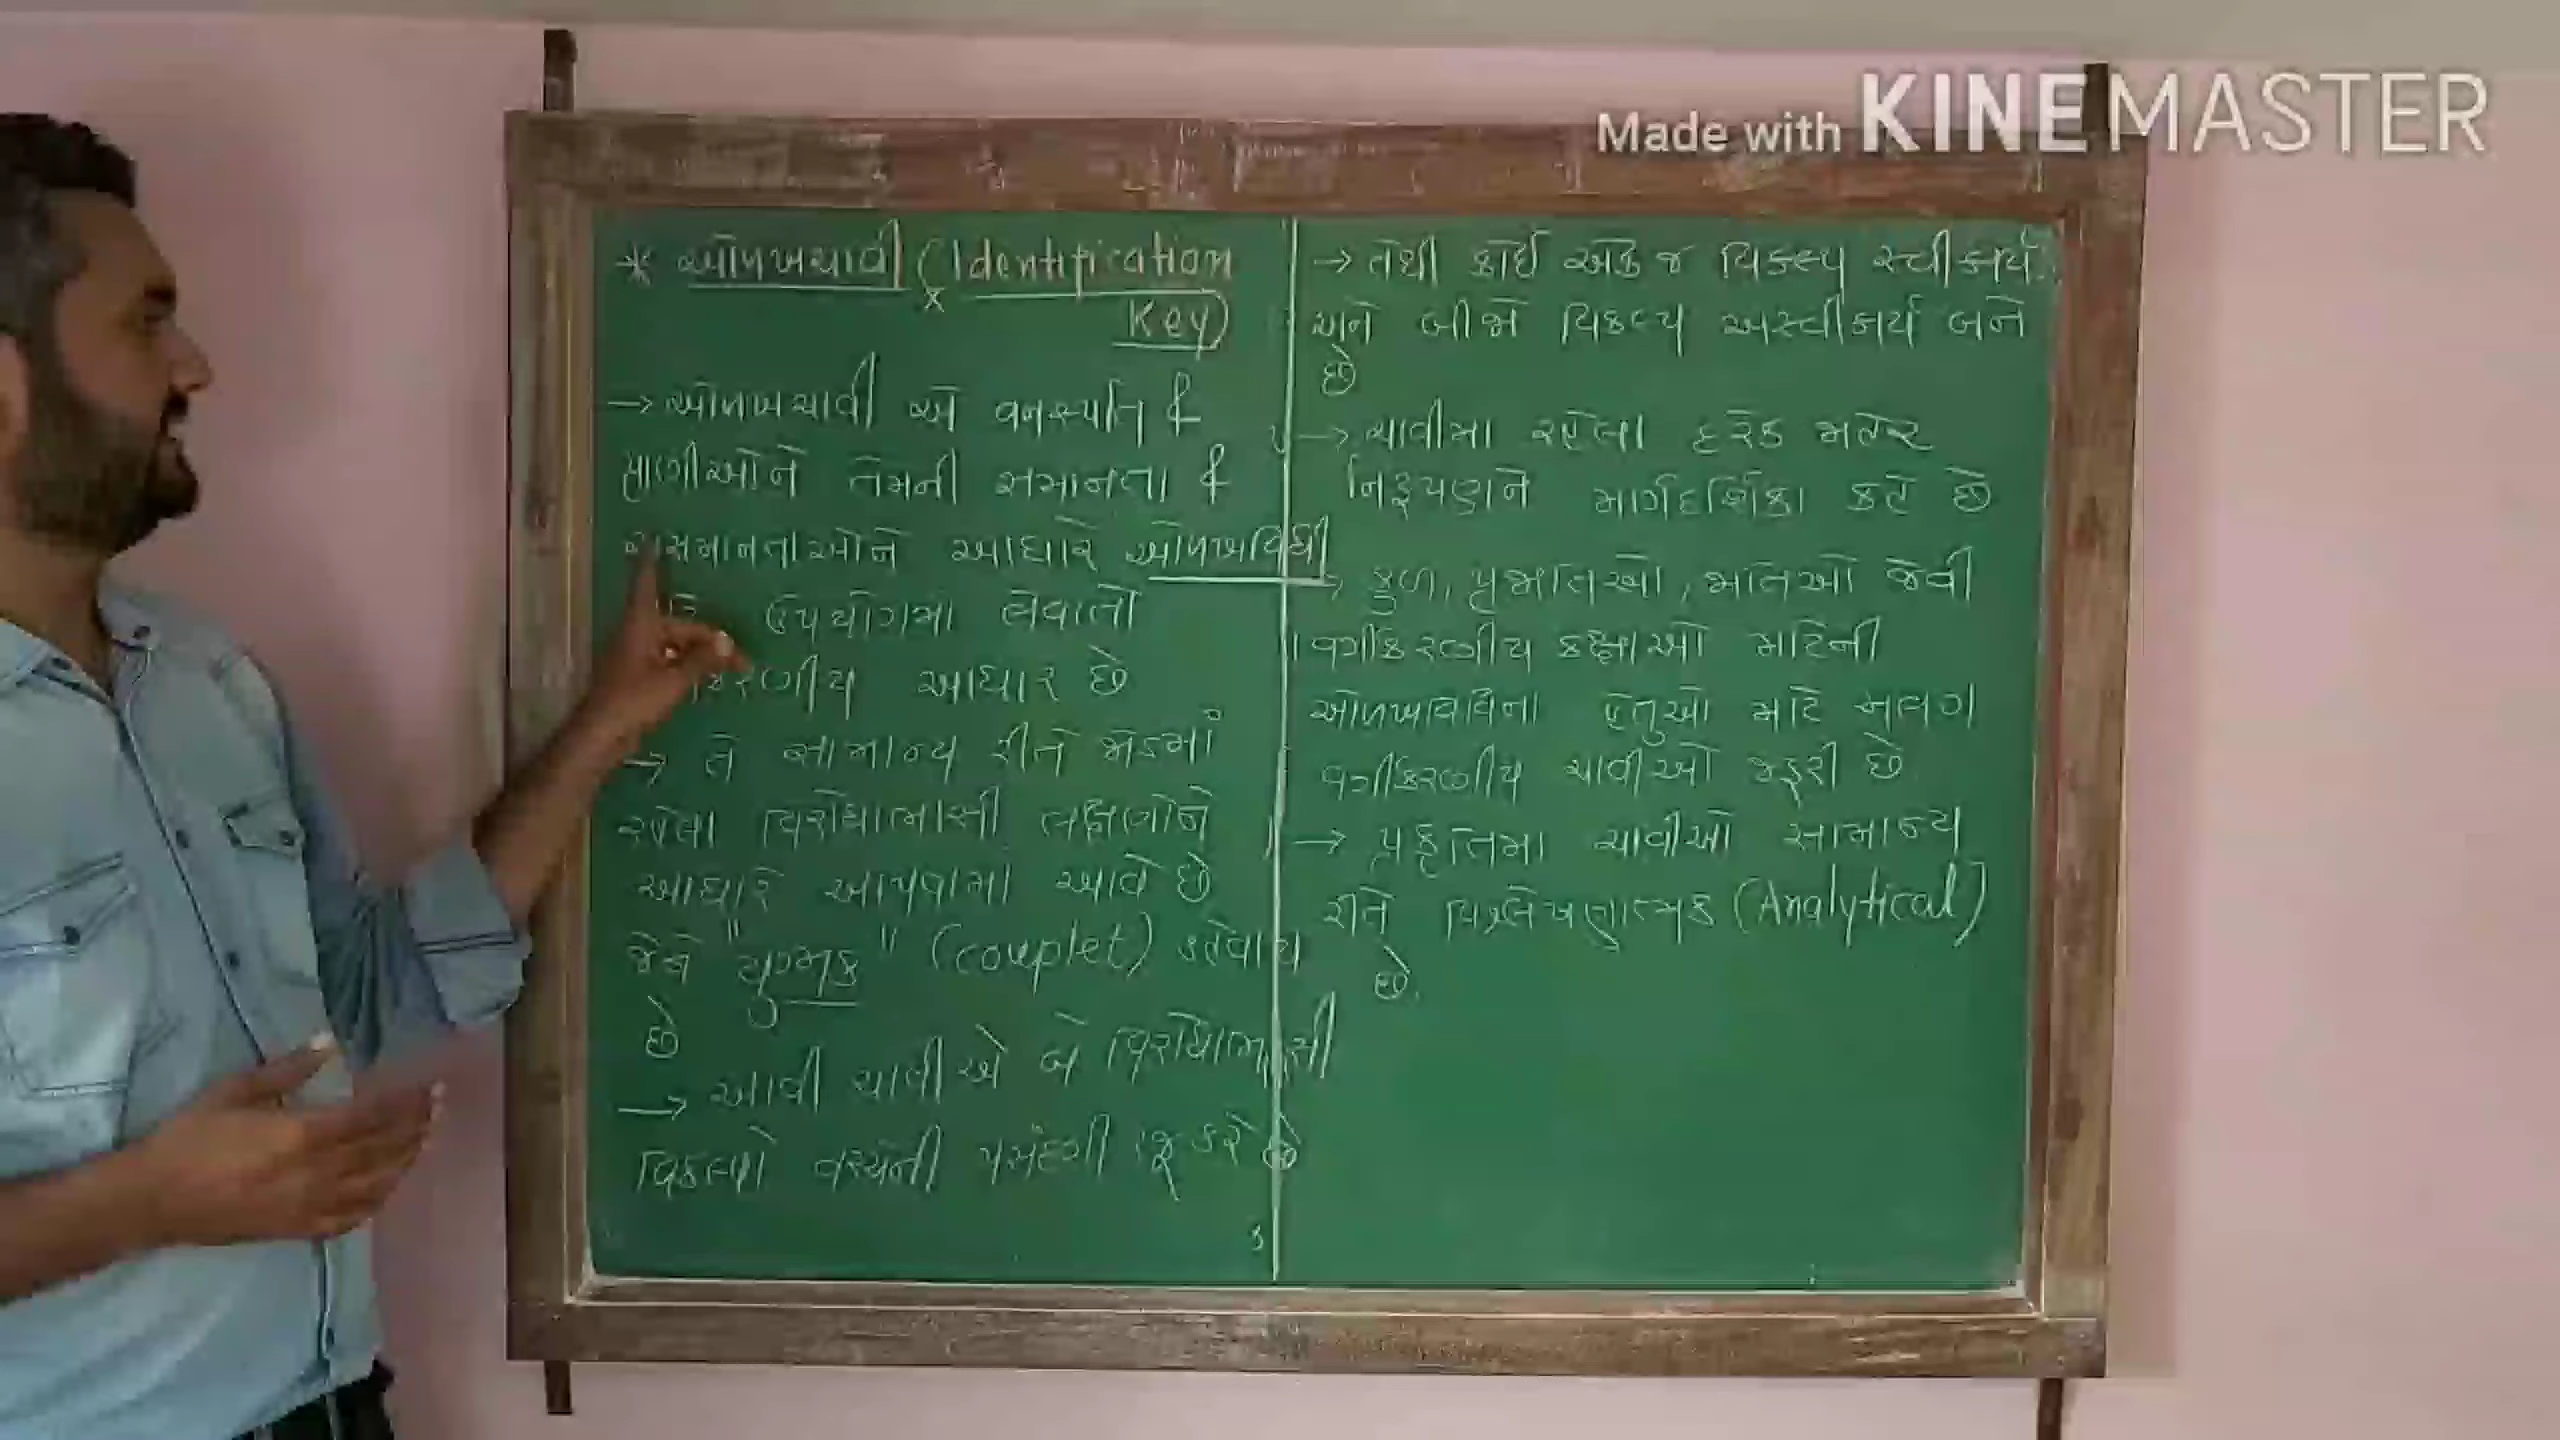 Made with KINEMASTER
* ઓળખચાવી (Identification
Key)
→ ઓળખચાવી એ વનસ્પતિ &
પ્રાણીઓને તેમની સમાનતા &
અસમાનતાઓને આધારે ઓળખવિધી
ઉપયોગમા લેવાતો
આધાર છે
→ તે સામાન્ય રીતે જોડમાં
રહેલા વિરોધાભાસી લક્ષણોને
આધારે આપવામા આવે છે
જેને "યુગ્મક" (couplet) કહેવાય
છે
→ આવી ચાવી એ બે વિરોધાભાસી
વિકલ્પો વચ્ચેની પસંદગી રજૂ કરે છે
→ તેથી કોઈ એક જ વિકલ્પ સ્વીકાર્ય
અને બીજો વિકલ્પ અસ્વીકાર્ય બને
છે
→ ચાવીમા રહેલા દરેક
નિરૂપણને માર્ગદર્શિકા કહે છે
→ કુળ, પ્રજાતિઓ, જાતિઓ જેવી
વર્ગીકરણીય કક્ષાઓ માટેની
ઓળખવિધિના હેતુઓ માટે અલગ
વર્ગીકરણીય ચાવીઓ જરૂરી છે
→ પ્રકૃતિમા ચાવીઓ સામાન્ય
રીતે વિશ્લેષણાત્મક (Analytical)
છે.